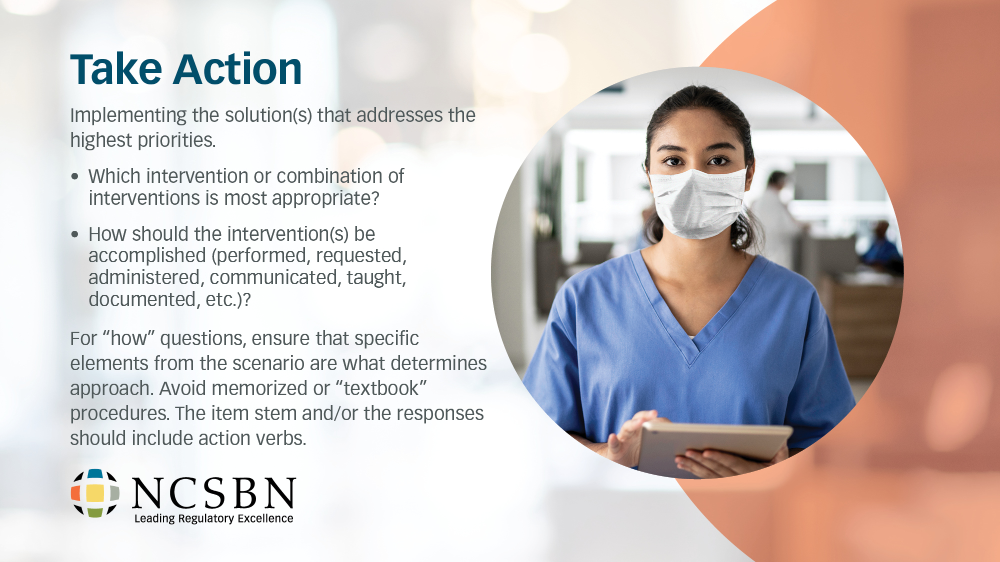 Take Action
Implementing the solution(s) that addresses the
highest priorities.
• Which intervention or combination of
interventions is most appropriate?
• How should the intervention(s) be
accomplished (performed, requested,
administered, communicated, taught,
documented, etc.)?
For “how” questions, ensure that specific
elements from the scenario are what determines
approach. Avoid memorized or “textbook”
procedures. The item stem and/or the responses
should include action verbs.
NCSBN
Leading Regulatory Excellence